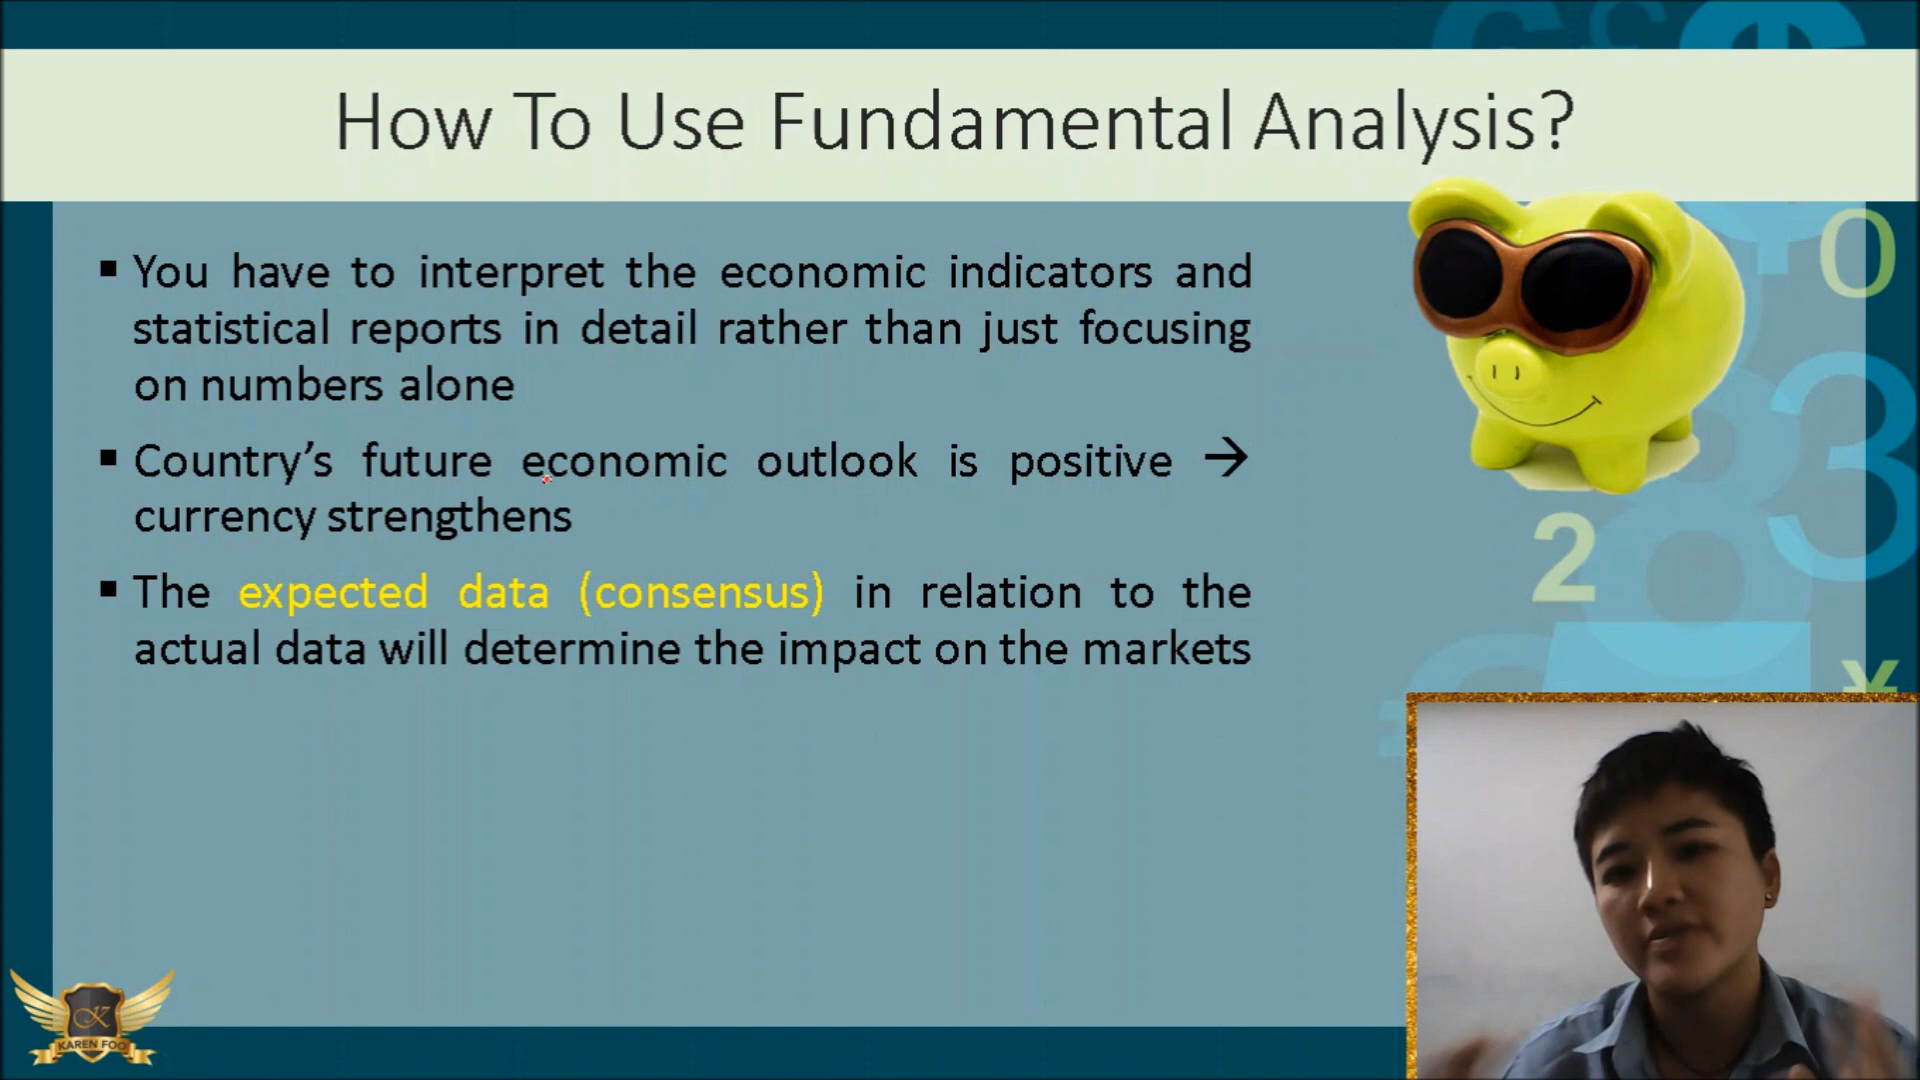 How To Use Fundamental Analysis?
▪ You have to interpret the economic indicators and
statistical reports in detail rather than just focusing
on numbers alone
▪ Country’s future economic outlook is positive →
currency strengthens
▪ The expected data (consensus) in relation to the
actual data will determine the impact on the markets
0
3
8
2
¥
K
KAREN FOO